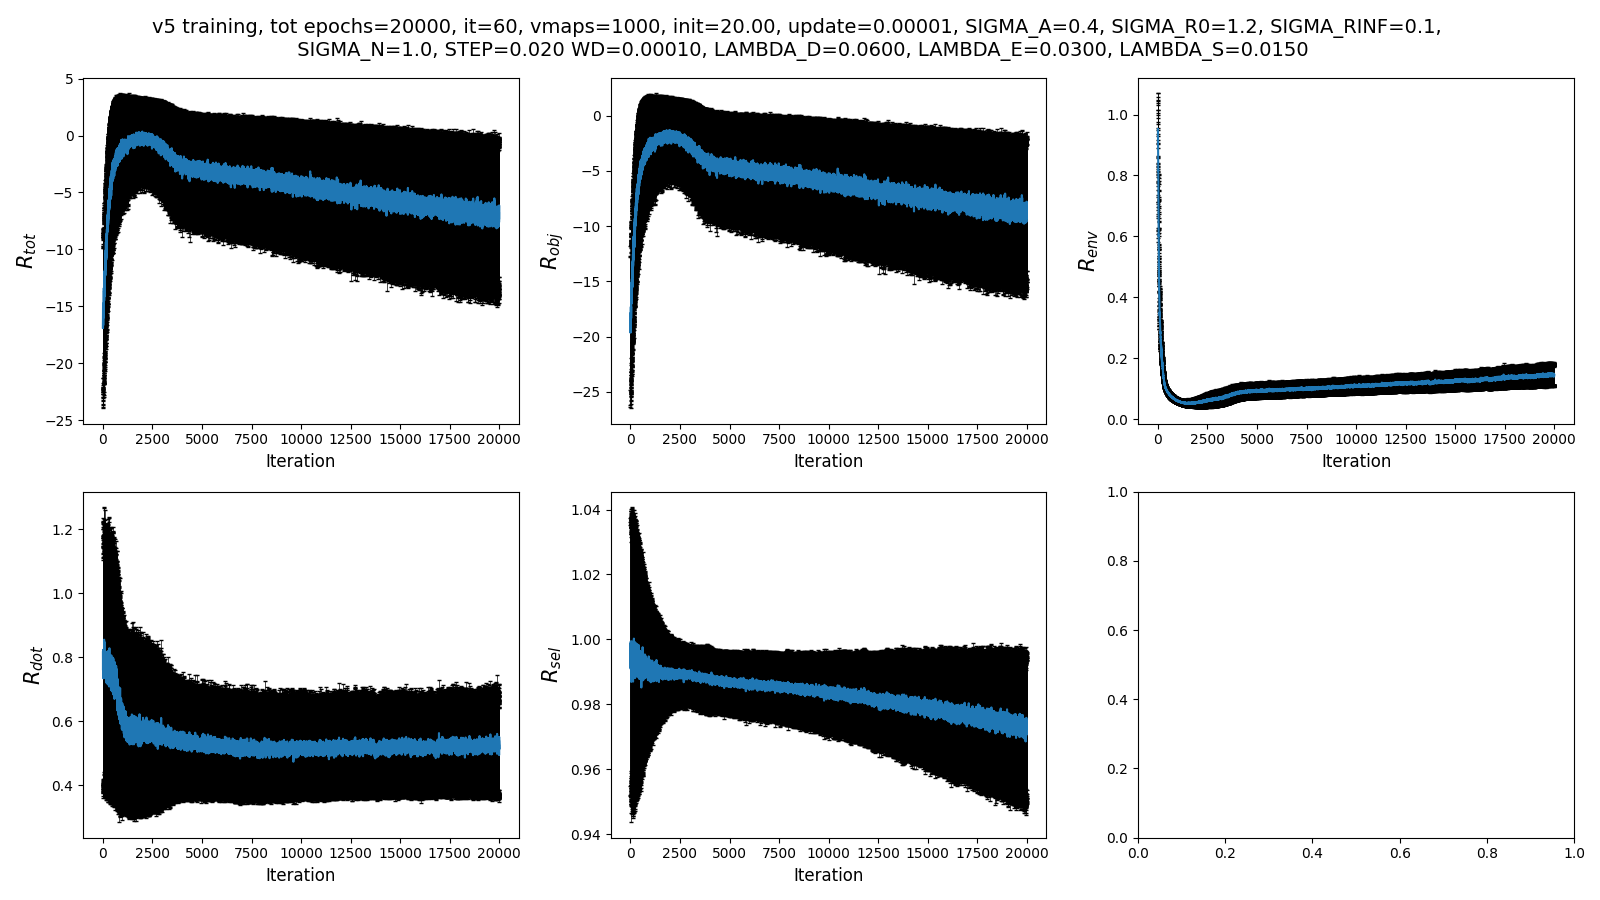 v5 training, tot epochs=20000, it=60, vmaps=1000, init=20.00, update=0.00001, SIGMA_A=0.4, SIGMA_R0=1.2, SIGMA_RINF=0.1,
SIGMA_N=1.0, STEP=0.020 WD=0.00010, LAMBDA_D=0.0600, LAMBDA_E=0.0300, LAMBDA_S=0.0150
R_tot
5
0
−5
−10
−15
−20
−25
0 2500 5000 7500 10000 12500 15000 17500 20000
Iteration
R_obj
0
−5
−10
−15
−20
−25
0 2500 5000 7500 10000 12500 15000 17500 20000
Iteration
R_env
1.0
0.8
0.6
0.4
0.2
0.0
0 2500 5000 7500 10000 12500 15000 17500 20000
Iteration
R_dot
1.2
1.0
0.8
0.6
0.4
0 2500 5000 7500 10000 12500 15000 17500 20000
Iteration
R_sel
1.04
1.02
1.00
0.98
0.96
0.94
0 2500 5000 7500 10000 12500 15000 17500 20000
Iteration
1.0
0.8
0.6
0.4
0.2
0.0
0.0 0.2 0.4 0.6 0.8 1.0